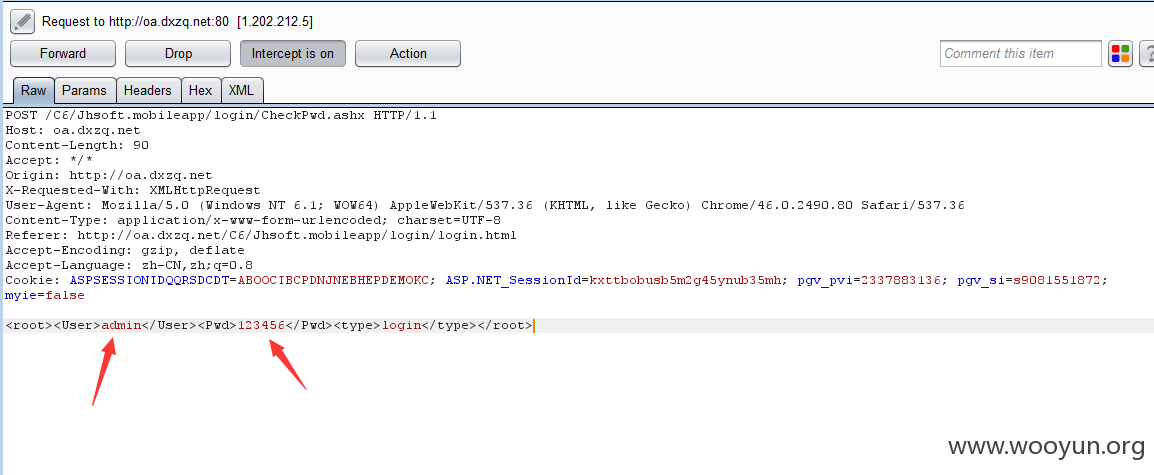 Request to http://oa.dxzq.net:80 [1.202.212.5]
Forward Drop Intercept is on Action Comment this item ?
Raw Params Headers Hex XML
POST /C6/Jhsoft.mobileapp/login/CheckPwd.ashx HTTP/1.1
Host: oa.dxzq.net
Content-Length: 90
Accept: */*
Origin: http://oa.dxzq.net
X-Requested-With: XMLHttpRequest
User-Agent: Mozilla/5.0 (Windows NT 6.1; WOW64) AppleWebKit/537.36 (KHTML, like Gecko) Chrome/46.0.2490.80 Safari/537.36
Content-Type: application/x-www-form-urlencoded; charset=UTF-8
Referer: http://oa.dxzq.net/C6/Jhsoft.mobileapp/login/login.html
Accept-Encoding: gzip, deflate
Accept-Language: zh-CN,zh;q=0.8
Cookie: ASPSESSIONIDQQRSDCDT=ABOOCIBCPDNJNEBHEPDEMOKC; ASP.NET_SessionId=kxttbobusb5m2g45ynub35mh; pgv_pvi=2337883136; pgv_si=s9081551872;
myie=false
<root><User>admin</User><Pwd>123456</Pwd><type>login</type></root>
www.wooyun.org